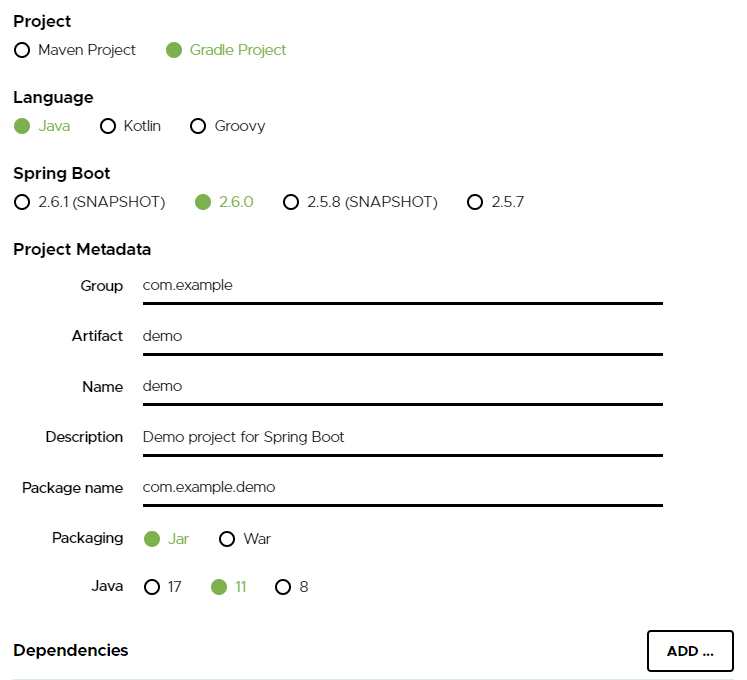 Project
Maven Project Gradle Project
Language
Java Kotlin Groovy
Spring Boot
2.6.1 (SNAPSHOT) 2.6.0 2.5.8 (SNAPSHOT) 2.5.7
Project Metadata
Group com.example
Artifact demo
Name demo
Description Demo project for Spring Boot
Package name com.example.demo
Packaging Jar War
Java 17 11 8
Dependencies ADD ...